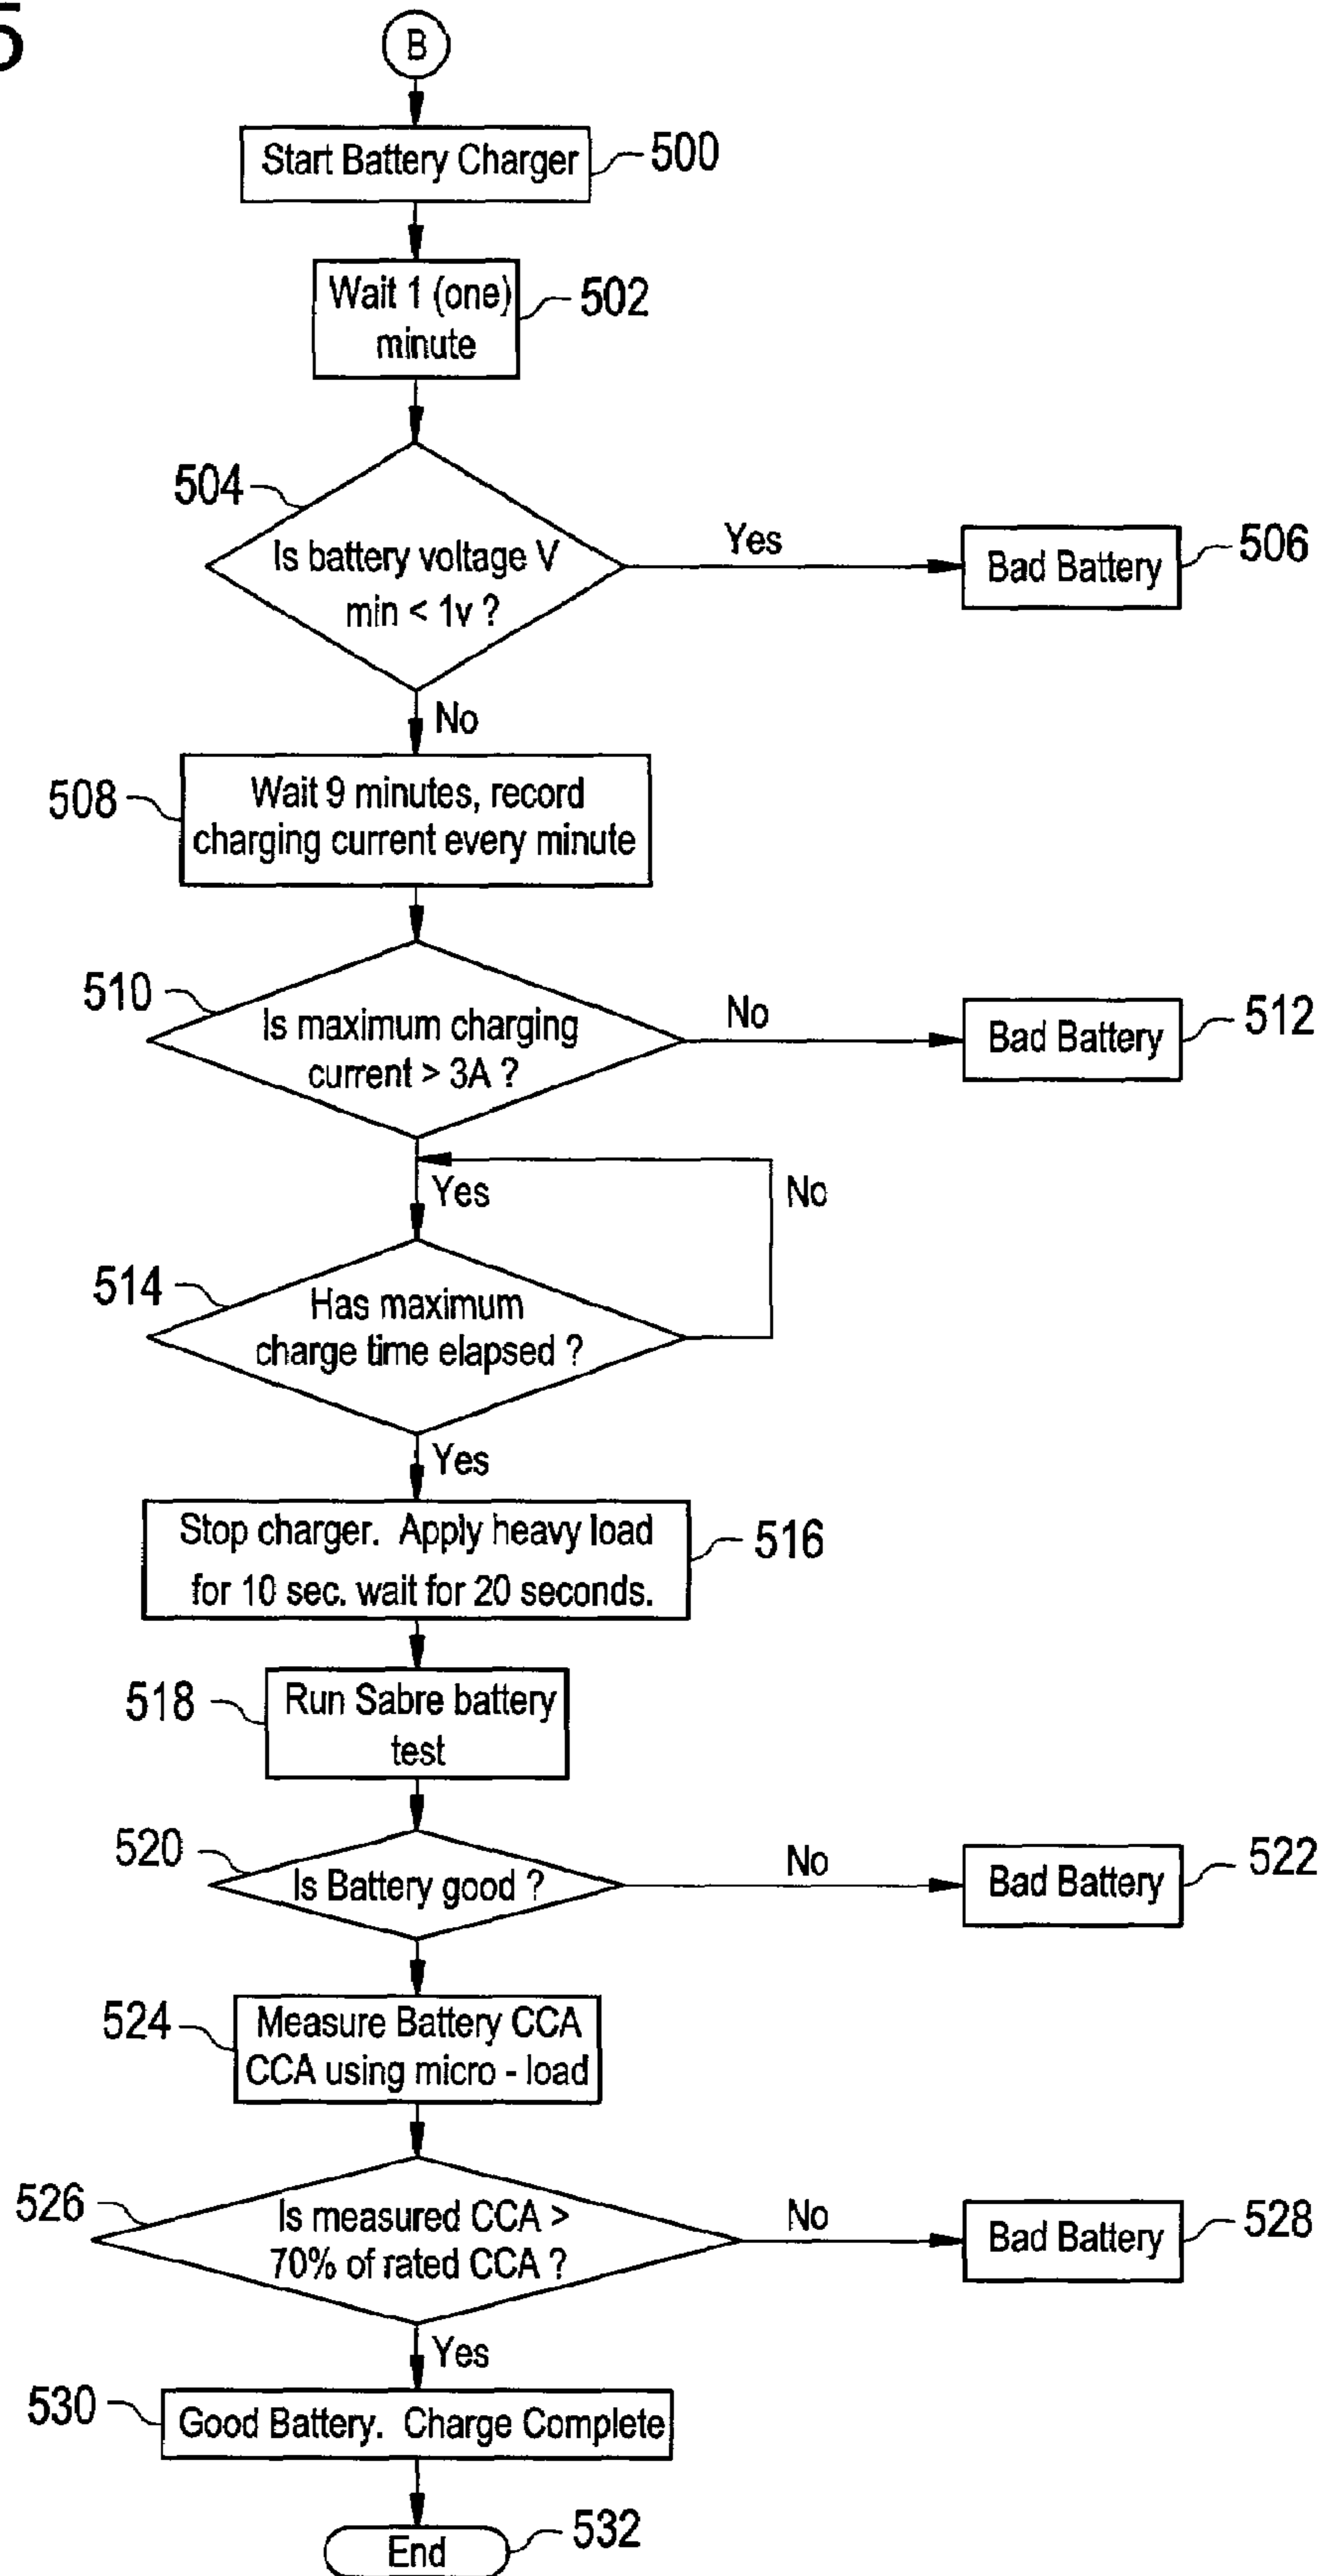 5
B
Start Battery Charger
500
Wait 1 (one)
minute
502
504
Is battery voltage V
min < 1v ?
Yes
Bad Battery
506
No
508
Wait 9 minutes, record
charging current every minute
510
Is maximum charging
current > 3A ?
No
Bad Battery
512
Yes
No
514
Has maximum
charge time elapsed ?
Yes
Stop charger. Apply heavy load
for 10 sec. wait for 20 seconds.
516
518
Run Sabre battery
test
520
Is Battery good ?
No
Bad Battery
522
524
Measure Battery CCA
CCA using micro - load
526
Is measured CCA >
70% of rated CCA ?
No
Bad Battery
528
Yes
530
Good Battery. Charge Complete
End
532